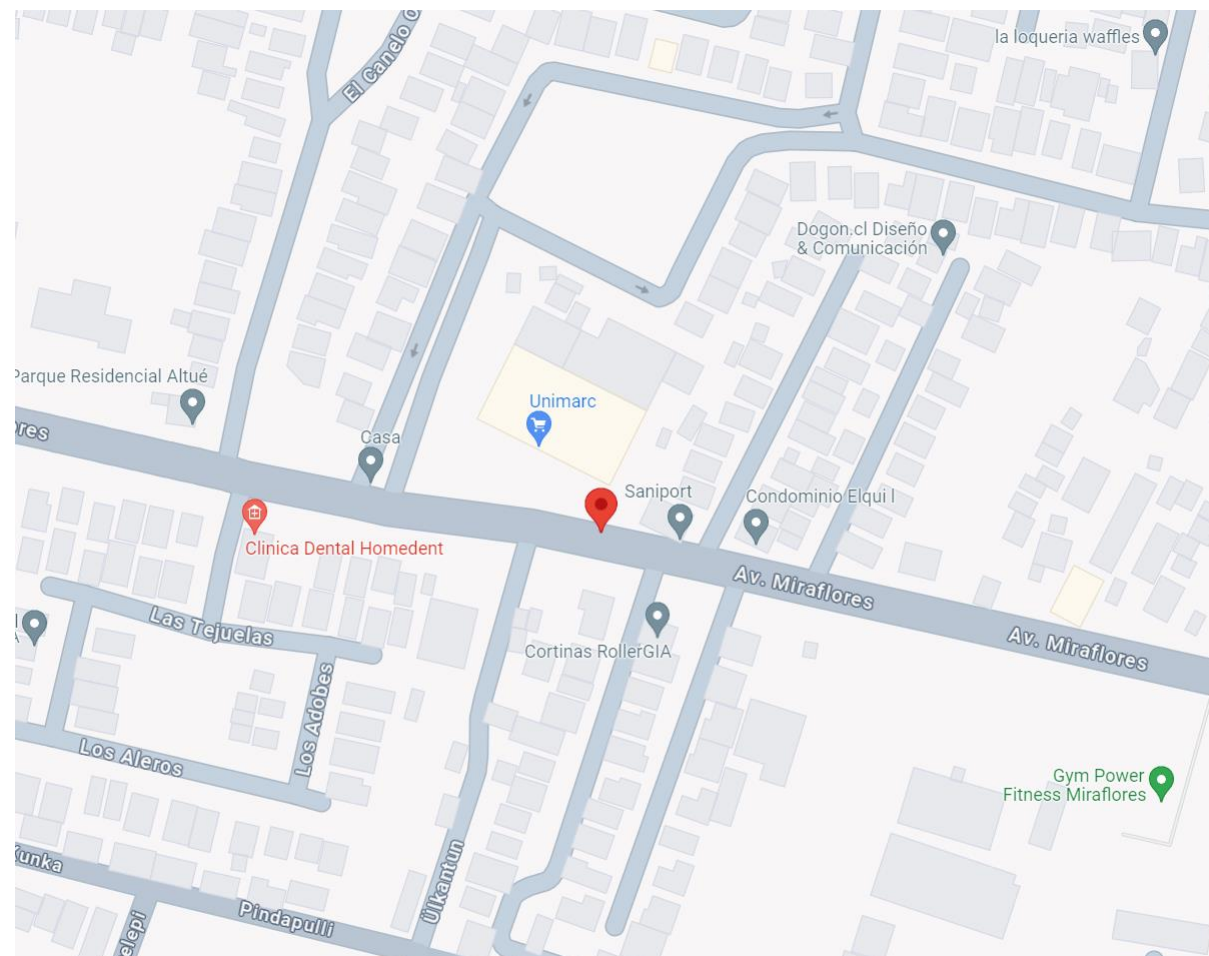 El Canelo
la loqueria waffles
Dogon.cl Diseño
& Comunicación
Parque Residencial Altué
Unimarc
Casa
Saniport
Condominio Elqui I
Clinica Dental Homedent
Av. Miraflores
Av. Miraflores
Las Tejuelas
Cortinas RollerGIA
Los Adobes
Los Aleros
Gym Power
Fitness Miraflores
Ülkantun
Pindapulli